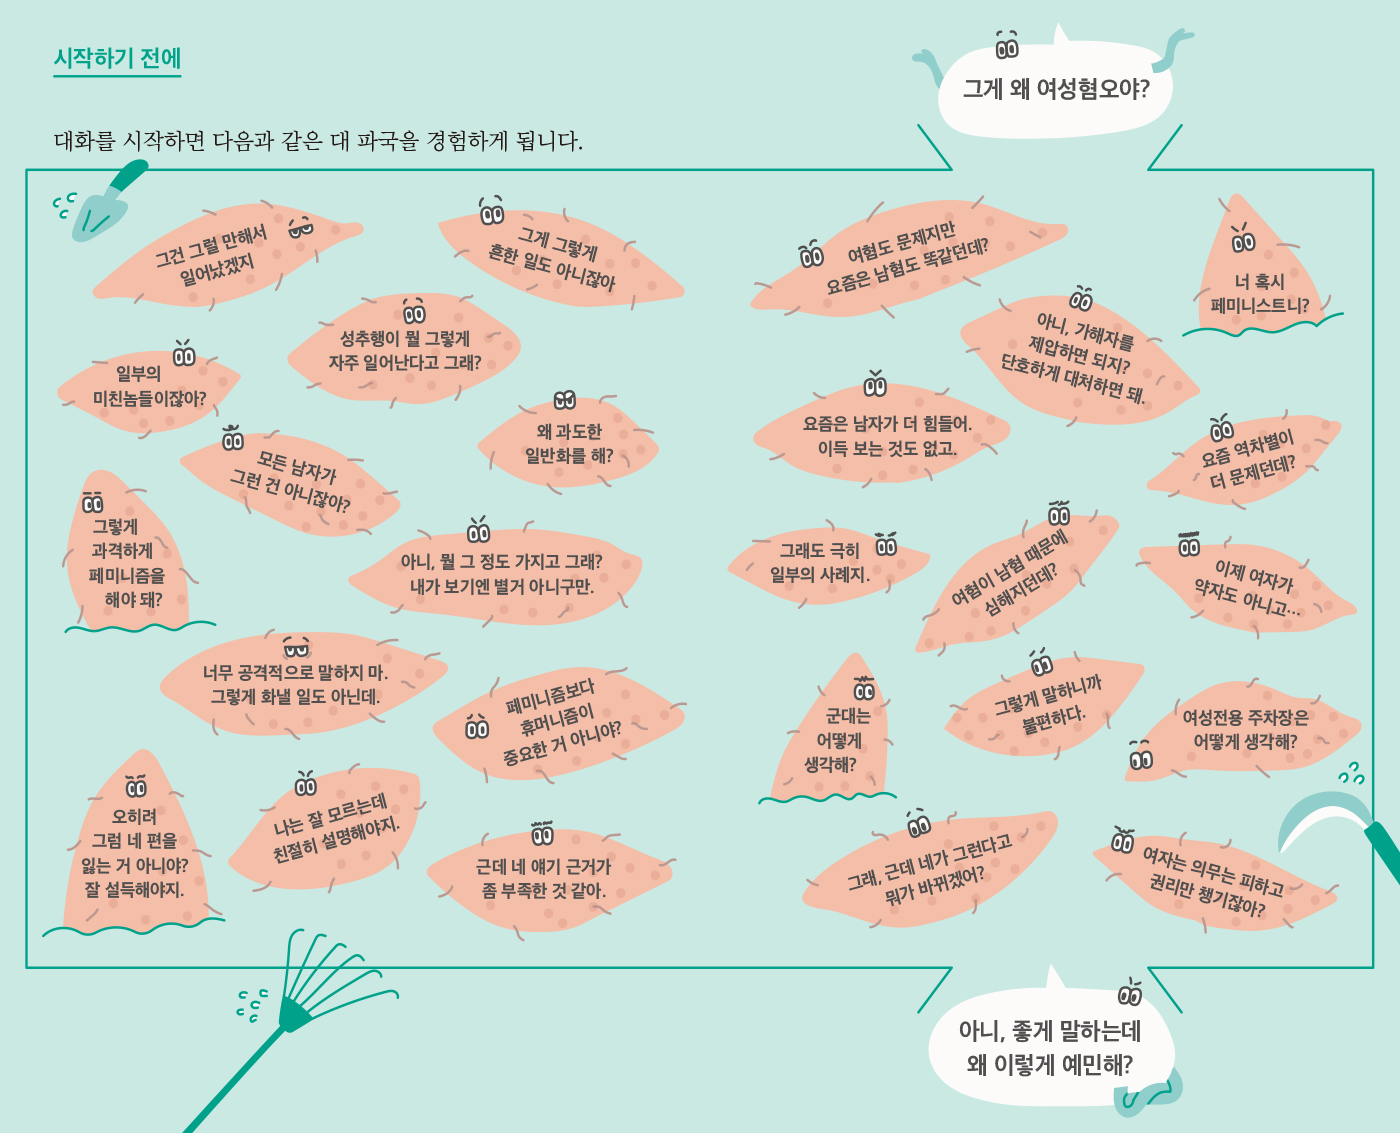 시작하기 전에
그게 왜 여성혐오야?
대화를 시작하면 다음과 같은 대 파국을 경험하게 됩니다.
그건 그럴 만해서
일어났겠지
그게 그렇게
흔한 일도 아니잖아
성추행이 뭘 그렇게
자주 일어난다고 그래?
일부의
미친놈들이잖아?
왜 과도한
일반화를 해?
모든 남자가
그런 건 아니잖아?
그렇게
과격하게
페미니즘을
해야 돼?
아니, 뭘 그 정도 가지고 그래?
내가 보기엔 별거 아니구만.
너무 공격적으로 말하지 마.
그렇게 화낼 일도 아닌데.
페미니즘보다
휴머니즘이
중요한 거 아니야?
오히려
그럼 네 편을
잃는 거 아니야?
잘 설득해야지.
나는 잘 모르는데
친절히 설명해야지.
근데 네 얘기 근거가
좀 부족한 것 같아.
여혐도 문제지만
요즘은 남혐도 똑같던데?
너 혹시
페미니스트니?
아니, 가해자를
제압하면 되지?
단호하게 대처하면 돼.
요즘은 남자가 더 힘들어.
이득 보는 것도 없고.
요즘 역차별이
더 문제던데?
그래도 극히
일부의 사례지.
여혐이 남혐 때문에
심해지던데?
이제 여자가
약자도 아니고...
군대는
어떻게
생각해?
그렇게 말하니까
불편하다.
여성전용 주차장은
어떻게 생각해?
그래, 근데 네가 그런다고
뭐가 바뀌겠어?
여자는 의무는 피하고
권리만 챙기잖아?
아니, 좋게 말하는데
왜 이렇게 예민해?